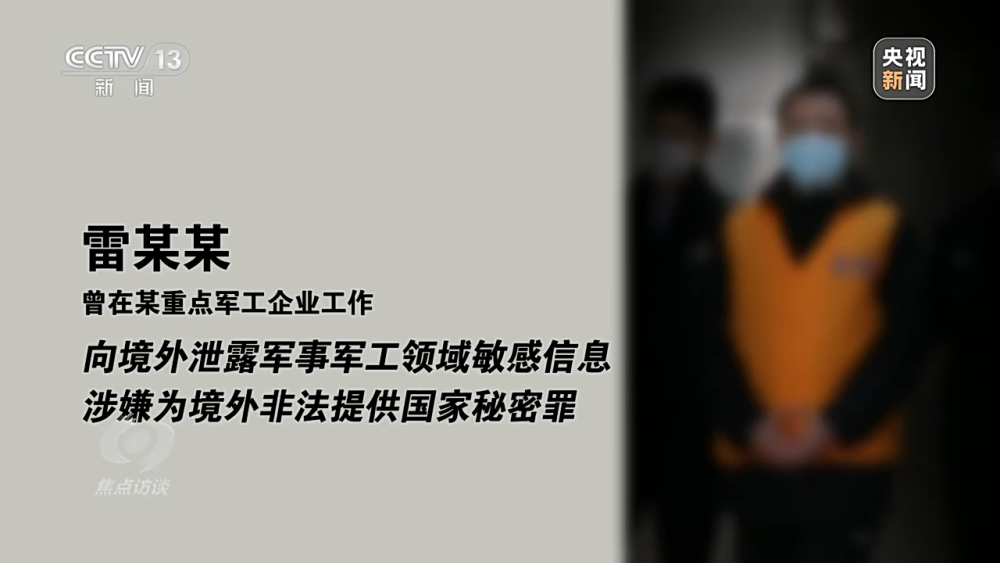 CCTV 13
新闻
央视
新闻
雷某某
曾在某重点军工企业工作
向境外泄露军事军工领域敏感信息
涉嫌为境外非法提供国家秘密罪
焦点访谈